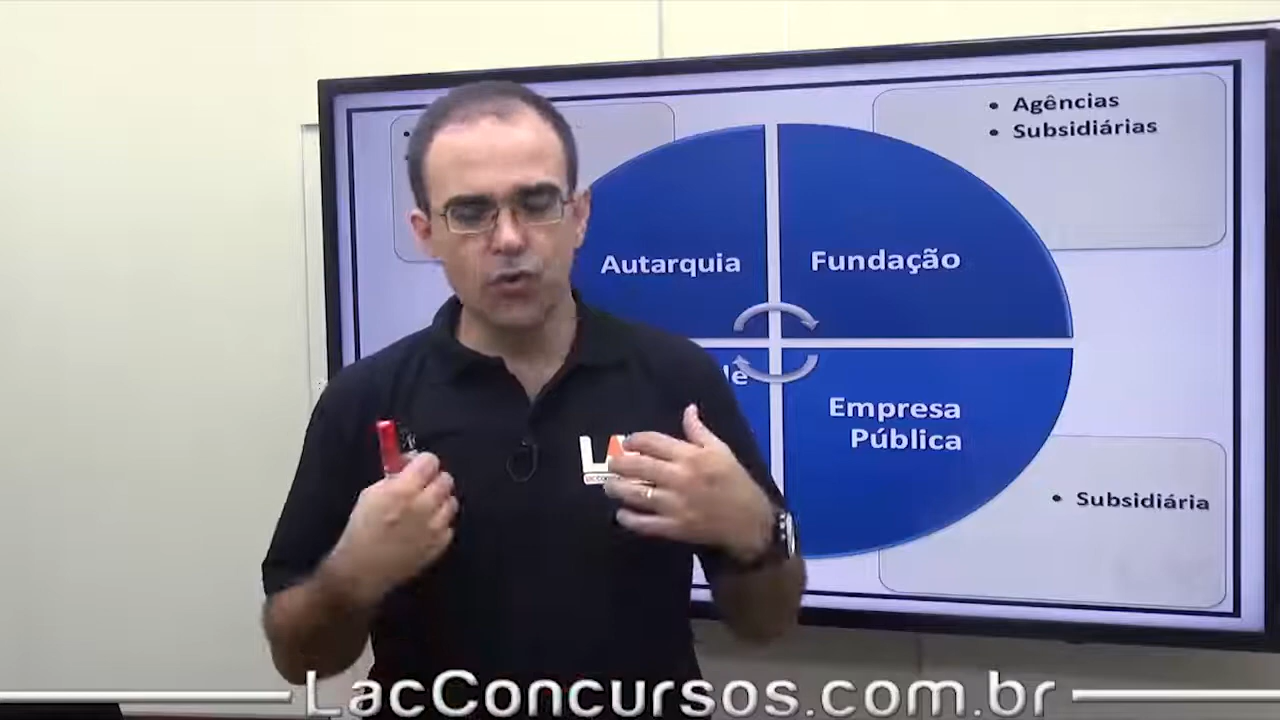 • Agências
• Subsidiárias
Autarquia
Fundação
Empresa
Pública
• Subsidiária
LacConcursos.com.br